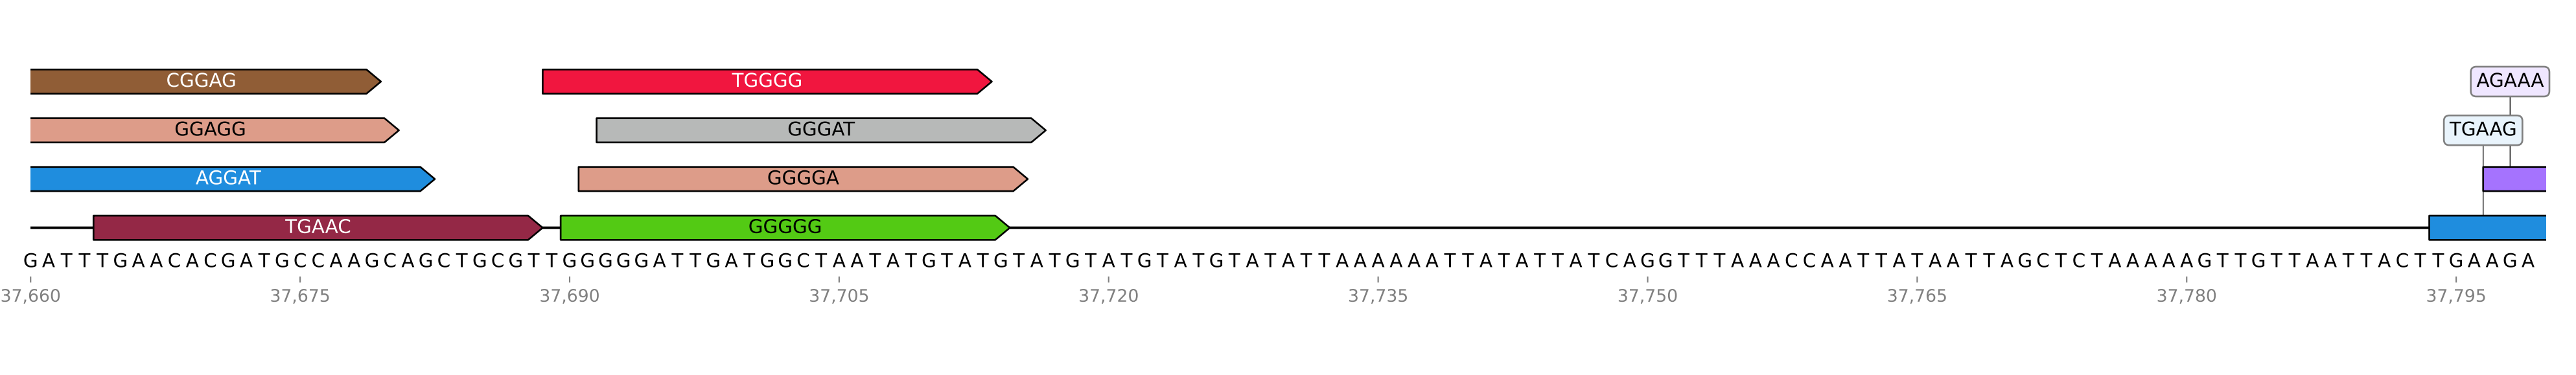 CGGAG TGGGG AGAAA
GGAGG GGGAT TGAAG
AGGAT GGGGA
TGAAC GGGGG
GATTTGAACACGATGCCAAGCAGCTGCGTTGGGGGATTGATGGCTAATATGTATGTATGTATGTATGTATATTAAAAAATTATATTATCAGGTTTAAACCAATTATAATTAGCTCTAAAAAGTTGTTAATTACTTGAAGA
37,660 37,675 37,690 37,705 37,720 37,735 37,750 37,765 37,780 37,795